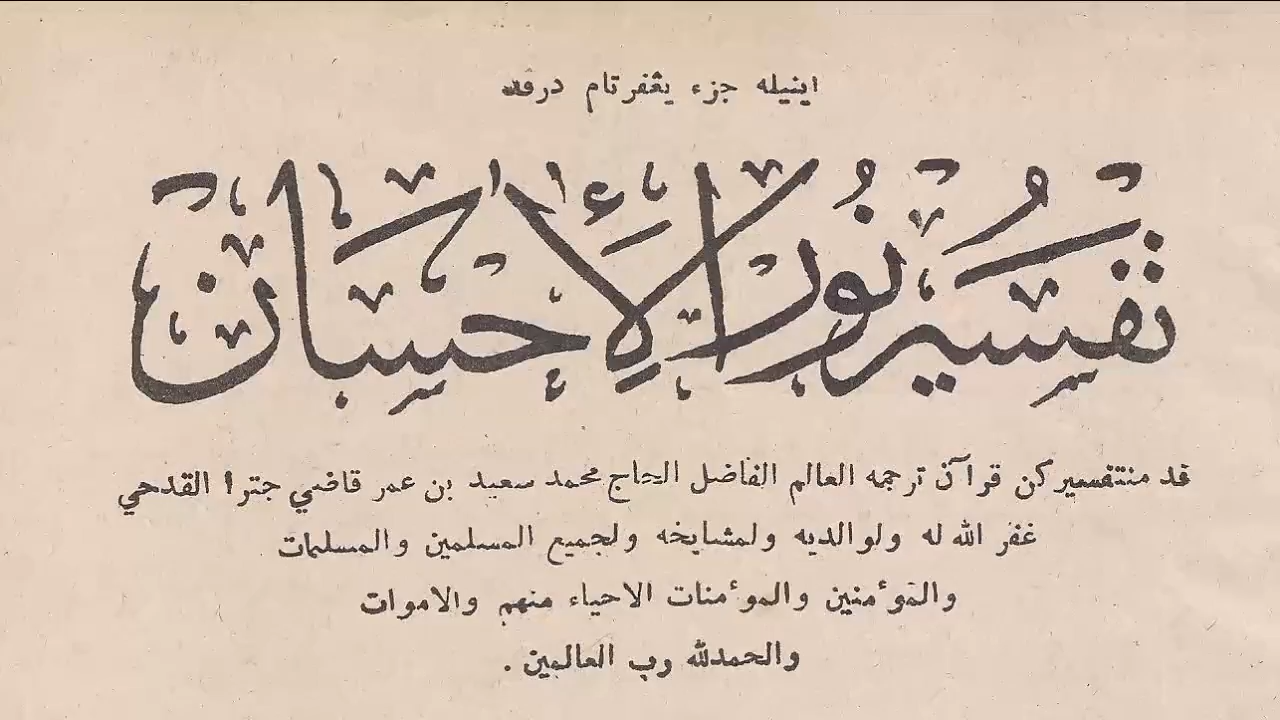 اينيله جزء يڠفرتام درفد
تفسير نور الإحسان
فد منتفسيركن قرآن ترجمه العالم الفاضل الحاج محمد سعيد بن عمر قاضي جترا القدحي
غفر الله له ولوالديه ولمشايخه ولجميع المسلمين والمسلمات
والمؤمنين والمؤمنات الاحياء منهم والاموات
والحمدلله رب العالمين .